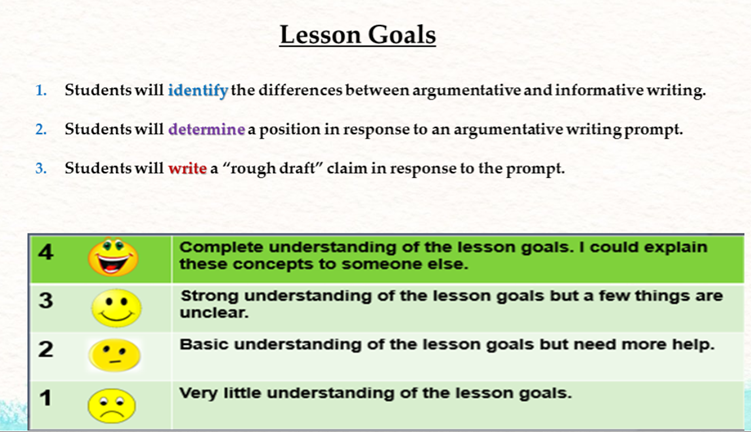 Lesson Goals
1. Students will identify the differences between argumentative and informative writing.
2. Students will determine a position in response to an argumentative writing prompt.
3. Students will write a “rough draft” claim in response to the prompt.
4 Complete understanding of the lesson goals. I could explain
these concepts to someone else.
3 Strong understanding of the lesson goals but a few things are
unclear.
2 Basic understanding of the lesson goals but need more help.
1 Very little understanding of the lesson goals.